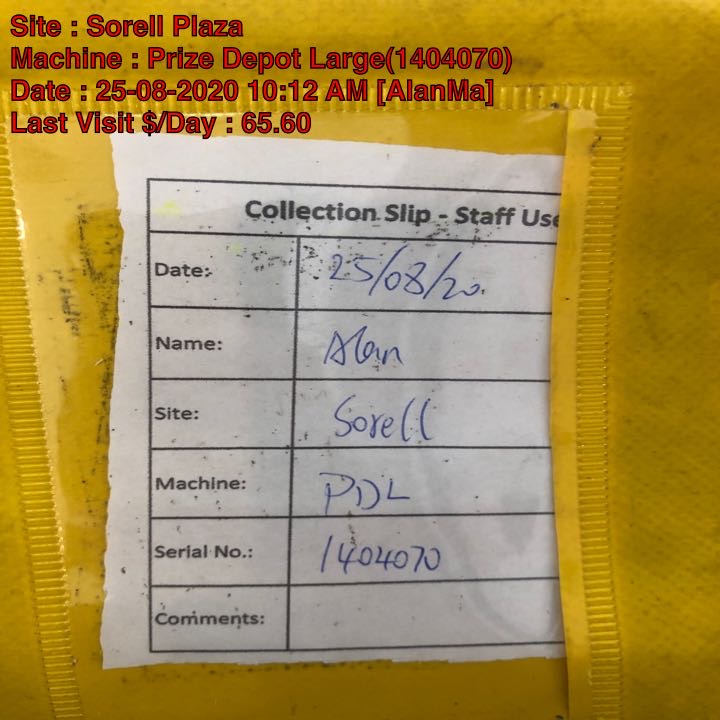 Site : Sorell Plaza
Machine : Prize Depot Large(1404070)
Date : 25-08-2020 10:12 AM [AlanMa]
Last Visit $/Day : 65.60
Collection Slip - Staff Use
Date: 25/08/20.
Name: Alan
Site: Sorell
Machine: PDL
Serial No.: 1404070
Comments: